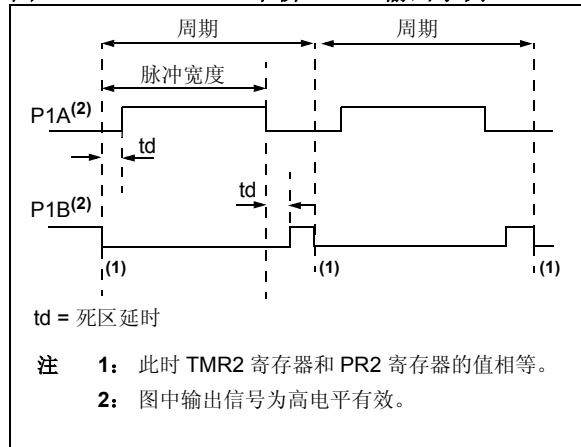 周期 周期
脉冲宽度
P1A(2)
td
td
P1B(2)
(1) (1) (1)
td = 死区延时
注 1： 此时 TMR2 寄存器和 PR2 寄存器的值相等。
2： 图中输出信号为高电平有效。